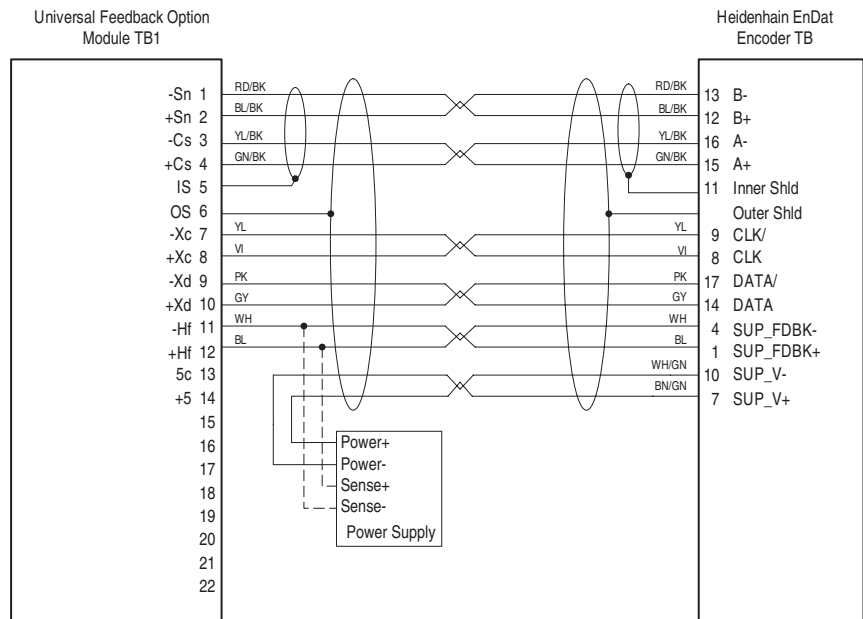 Universal Feedback Option
Module TB1
Heidenhain EnDat
Encoder TB
-Sn 1 RD/BK RD/BK 13 B-
+Sn 2 BL/BK BL/BK 12 B+
-Cs 3 YL/BK YL/BK 16 A-
+Cs 4 GN/BK GN/BK 15 A+
IS 5 11 Inner Shld
OS 6 Outer Shld
-Xc 7 YL YL 9 CLK/
+Xc 8 VI VI 8 CLK
-Xd 9 PK PK 17 DATA/
+Xd 10 GY GY 14 DATA
-Hf 11 WH WH 4 SUP_FDBK-
+Hf 12 BL BL 1 SUP_FDBK+
5c 13 WH/GN 10 SUP_V-
+5 14 BN/GN 7 SUP_V+
15
16 Power+
17 Power-
18 Sense+
19 Sense-
20 Power Supply
21
22